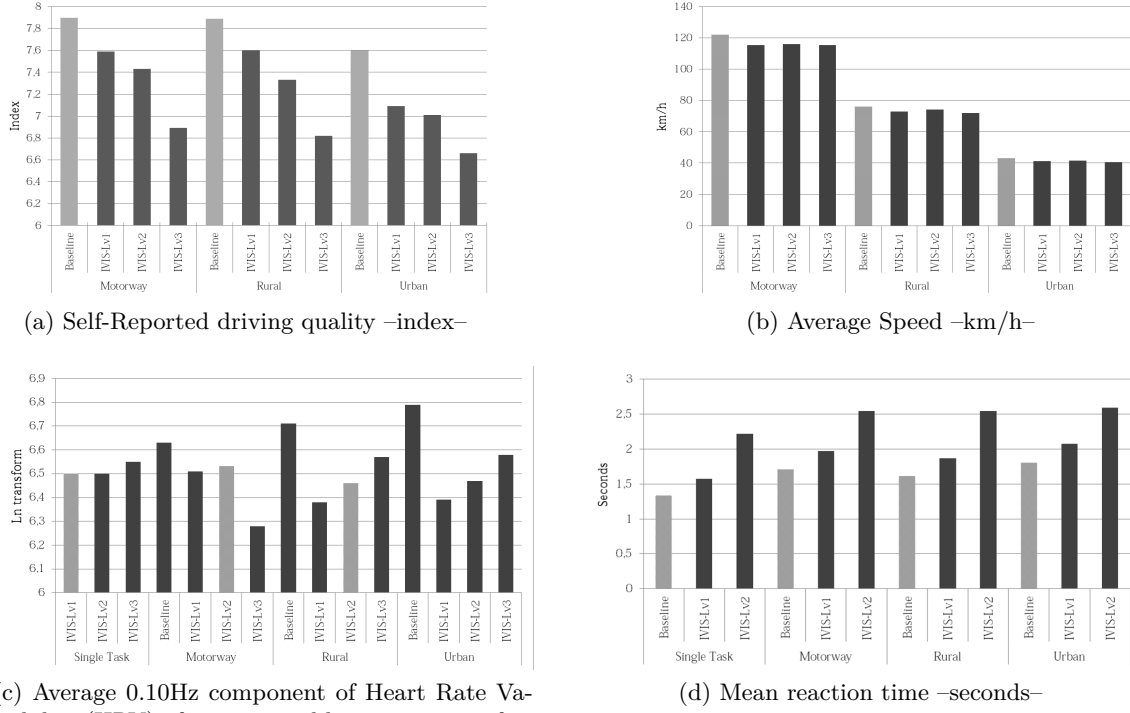 8
7.8
7.6
7.4
7.2
7
6.8
6.6
6.4
6.2
6
Index
Baseline
IVIS-Lv1
IVIS-Lv2
IVIS-Lv3
Baseline
IVIS-Lv1
IVIS-Lv2
IVIS-Lv3
Baseline
IVIS-Lv1
IVIS-Lv2
IVIS-Lv3
Motorway Rural Urban
(a) Self-Reported driving quality –index–
140
120
100
80
60
40
20
0
km/h
Baseline
IVIS-Lv1
IVIS-Lv2
IVIS-Lv3
Baseline
IVIS-Lv1
IVIS-Lv2
IVIS-Lv3
Baseline
IVIS-Lv1
IVIS-Lv2
IVIS-Lv3
Motorway Rural Urban
(b) Average Speed –km/h–
6,9
6,8
6,7
6,6
6,5
6,4
6,3
6,2
6,1
6
Ln transform
IVIS-Lv1
IVIS-Lv2
IVIS-Lv3
Baseline
IVIS-Lv1
IVIS-Lv2
IVIS-Lv3
Baseline
IVIS-Lv1
IVIS-Lv2
IVIS-Lv3
Baseline
IVIS-Lv1
IVIS-Lv2
IVIS-Lv3
Single Task Motorway Rural Urban
(c) Average 0.10Hz component of Heart Rate Va-
3
2,5
2
1,5
1
0,5
0
Seconds
Baseline
IVIS-Lv1
IVIS-Lv2
Baseline
IVIS-Lv1
IVIS-Lv2
Baseline
IVIS-Lv1
IVIS-Lv2
Baseline
IVIS-Lv1
IVIS-Lv2
Single Task Motorway Rural Urban
(d) Mean reaction time –seconds–